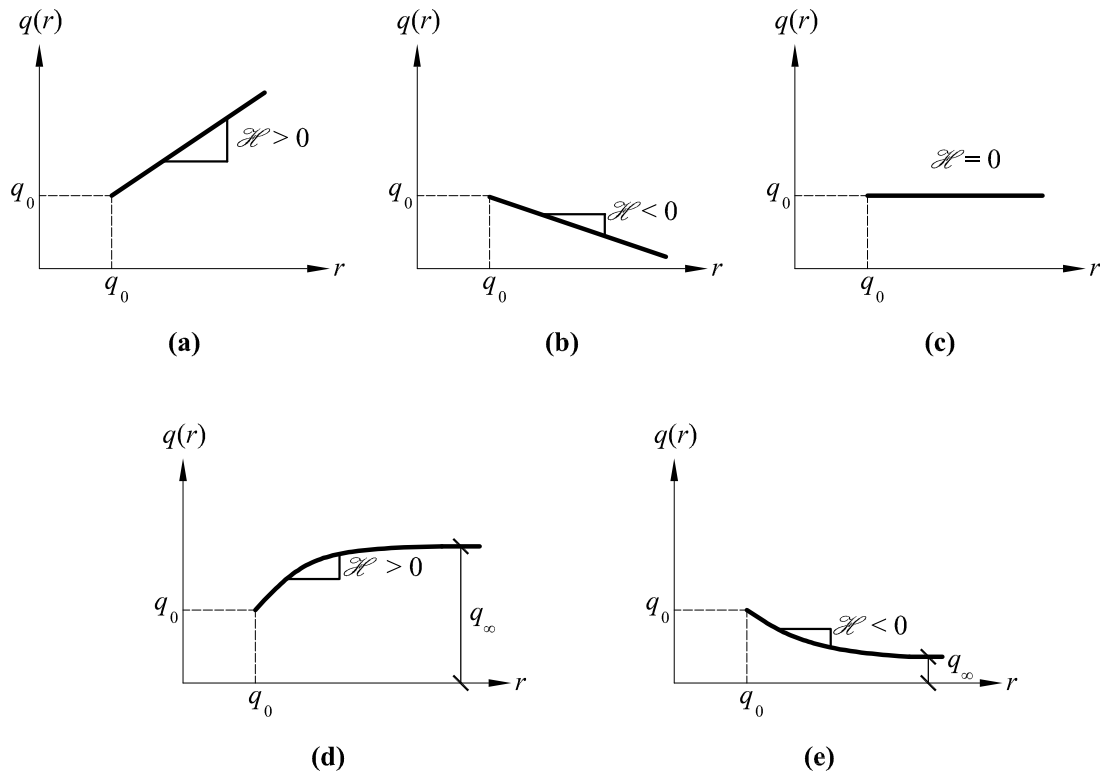 q(r)
ℋ > 0
q₀
q₀
r
(a)
q(r)
ℋ < 0
q₀
q₀
r
(b)
q(r)
ℋ = 0
q₀
q₀
r
(c)
q(r)
ℋ > 0
q₀
q∞
q₀
r
(d)
q(r)
ℋ < 0
q₀
q∞
q₀
r
(e)